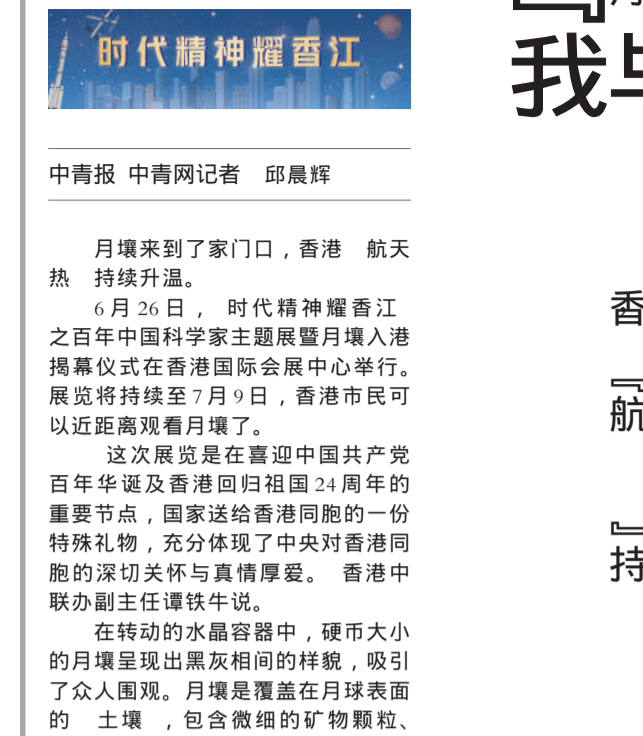 时代精神耀香江
中青报 中青网记者 邱晨辉
月壤来到了家门口，香港 航天
热 持续升温。
6月26日， 时代精神耀香江
之百年中国科学家主题展暨月壤入港
揭幕仪式在香港国际会展中心举行。
展览将持续至7月9日，香港市民可
以近距离观看月壤了。
这次展览是在喜迎中国共产党
百年华诞及香港回归祖国24周年的
重要节点，国家送给香港同胞的一份
特殊礼物，充分体现了中央对香港同
胞的深切关怀与真情厚爱。 香港中
联办副主任谭铁牛说。
在转动的水晶容器中，硬币大小
的月壤呈现出黑灰相间的样貌，吸引
了众人围观。月壤是覆盖在月球表面
的 土壤 ，包含微细的矿物颗粒、
『
我
香
『航
』持